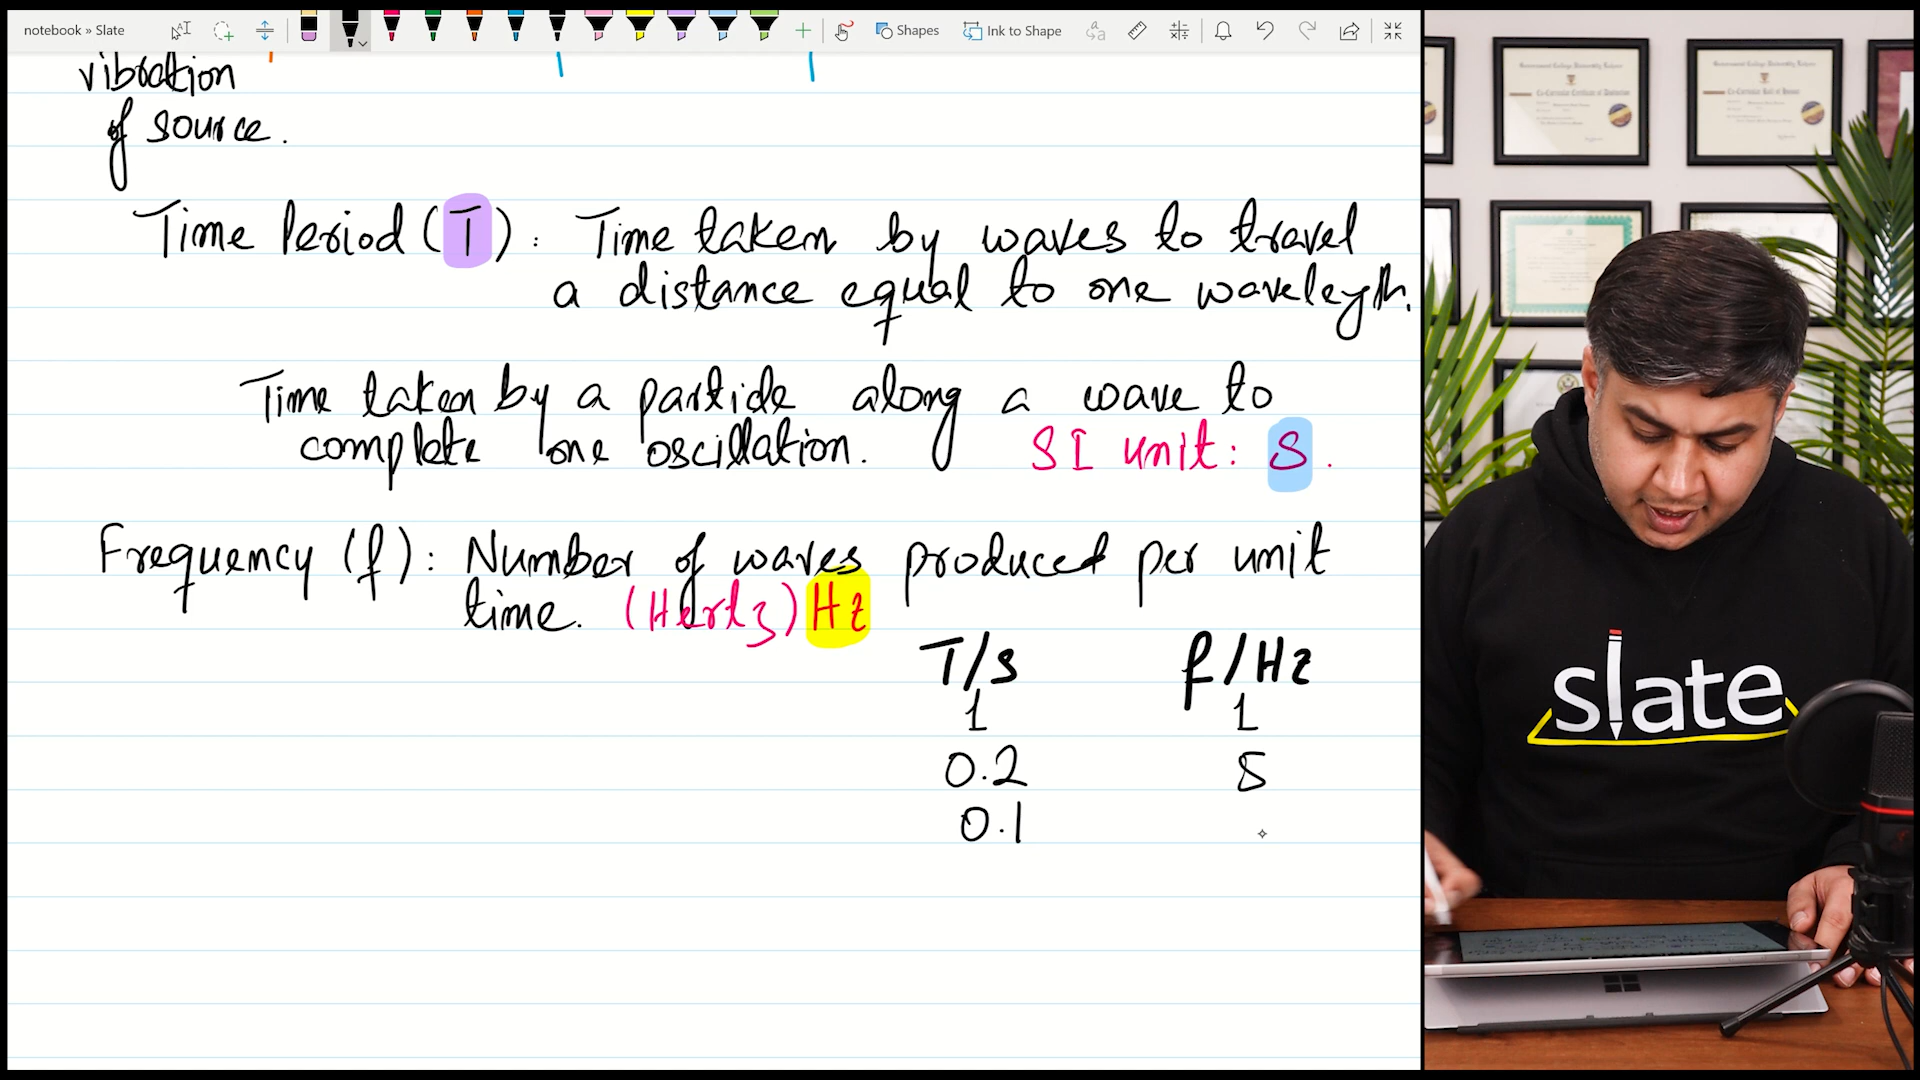 notebook » Slate
Shapes
Ink to Shape
vibration
of source.
Time Period (T): Time taken by waves to travel
a distance equal to one wavelegth.
Time taken by a particle along a wave to
complete one oscillation. SI unit: S.
Frequency (f): Number of waves produced per unit
time. (Hertz) Hz
T/s f/Hz
1 1
0.2 5
0.1
slate